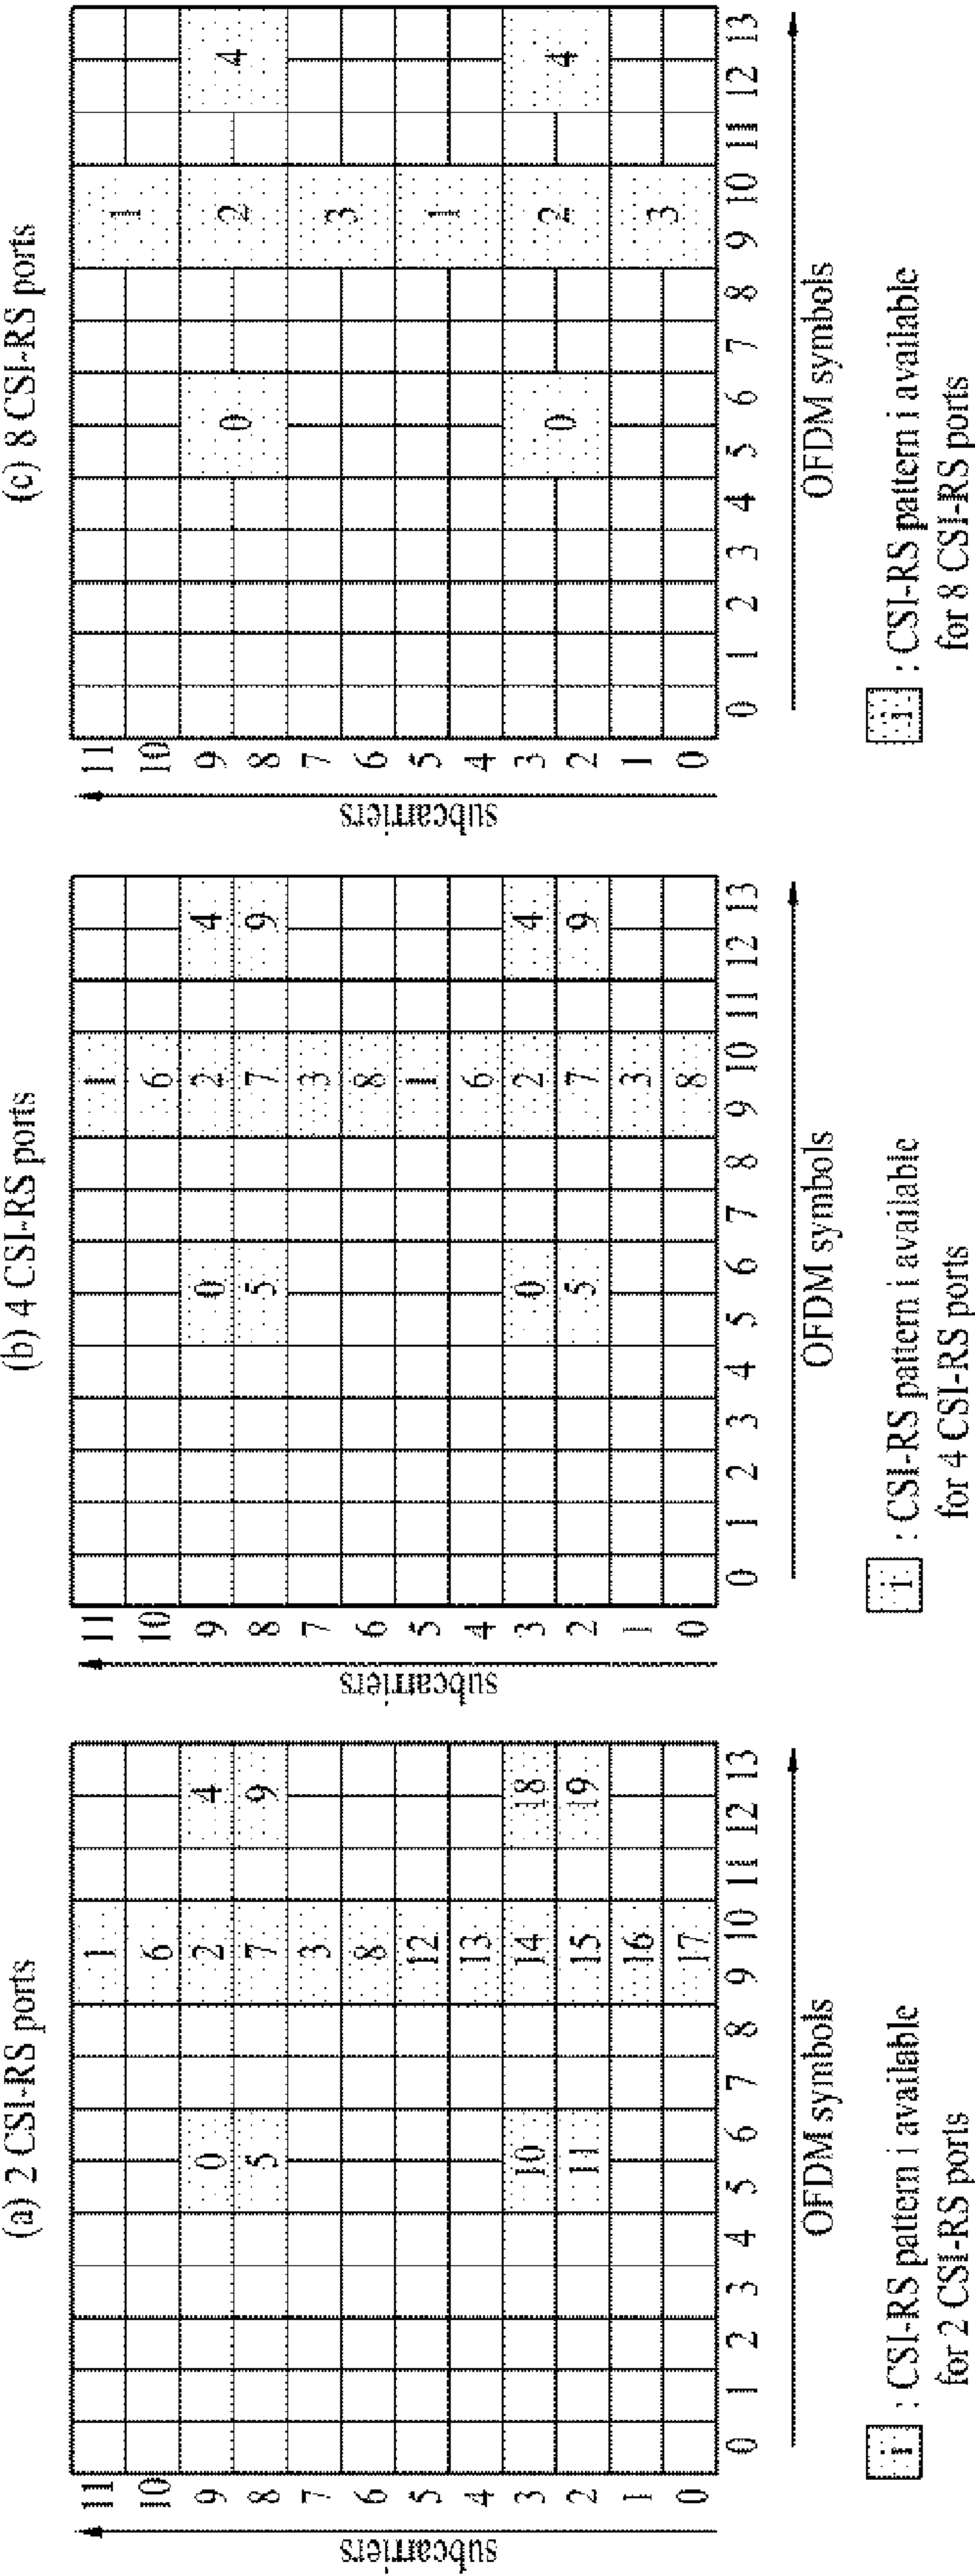 (a) 2 CSI-RS ports
11
10
9
8
7
6
5
4
3
2
1
0
subcarriers
1
6
0 2 4
5 7 9
3
8
12
13
10 14 18
11 15 19
16
17
0 1 2 3 4 5 6 7 8 9 10 11 12 13
OFDM symbols
i : CSI-RS pattern i available
for 2 CSI-RS ports
(b) 4 CSI-RS ports
11
10
9
8
7
6
5
4
3
2
1
0
subcarriers
1
6
0 2 4
5 7 9
3
8
1
6
0 2 4
5 7 9
3
8
0 1 2 3 4 5 6 7 8 9 10 11 12 13
OFDM symbols
i : CSI-RS pattern i available
for 4 CSI-RS ports
(c) 8 CSI-RS ports
11
10
9
8
7
6
5
4
3
2
1
0
subcarriers
1
0 2 4
3
1
0 2 4
3
0 1 2 3 4 5 6 7 8 9 10 11 12 13
OFDM symbols
i : CSI-RS pattern i available
for 8 CSI-RS ports